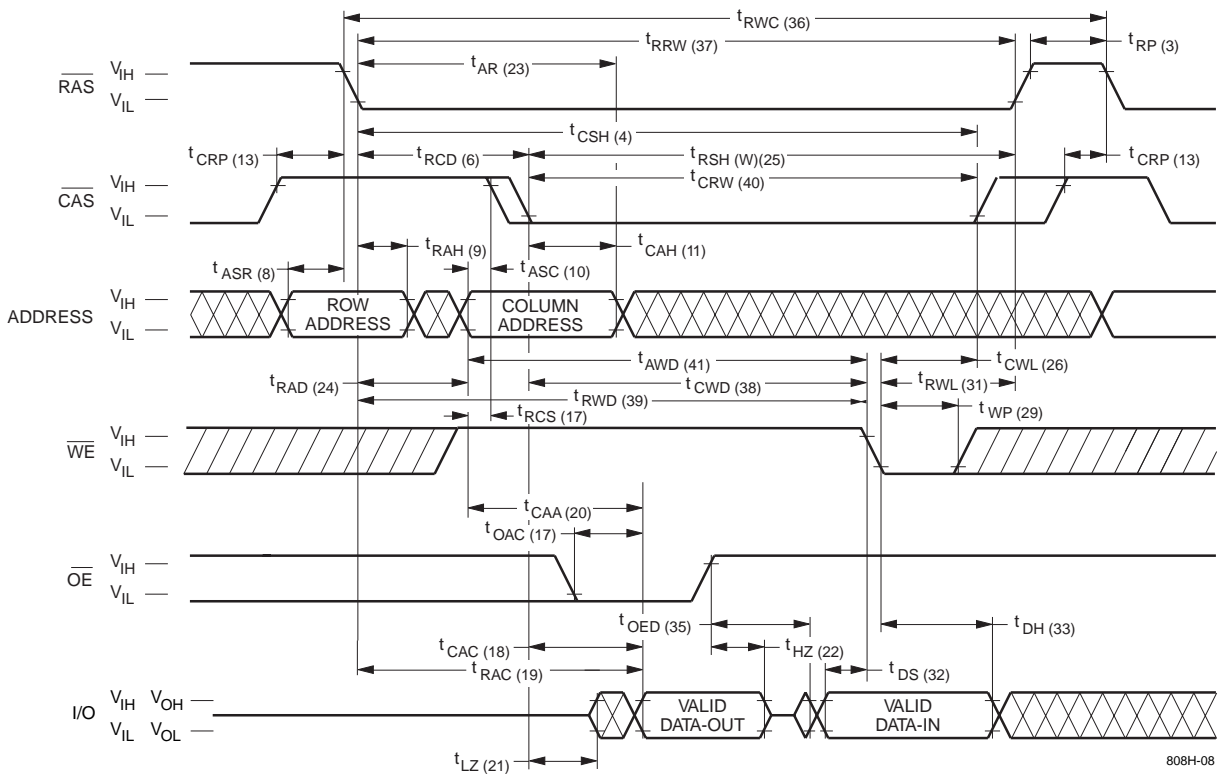 tRWC (36)
tRRW (37)
tRP (3)
tAR (23)
RAS VIH
VIL
tCSH (4)
tCRP (13) tRCD (6) tRSH (W)(25) tCRP (13)
tCRW (40)
CAS VIH
VIL
tRAH (9) tCAH (11)
tASR (8) tASC (10)
ADDRESS VIH
VIL
ROW
ADDRESS
COLUMN
ADDRESS
tAWD (41) tCWL (26)
tRAD (24) tCWD (38) tRWL (31)
tRWD (39)
tRCS (17) tWP (29)
WE VIH
VIL
tCAA (20)
tOAC (17)
OE VIH
VIL
tOED (35) tDH (33)
tCAC (18) tHZ (22)
tRAC (19) tDS (32)
I/O VIH VOH
VIL VOL
VALID
DATA-OUT
VALID
DATA-IN
tLZ (21)
808H-08